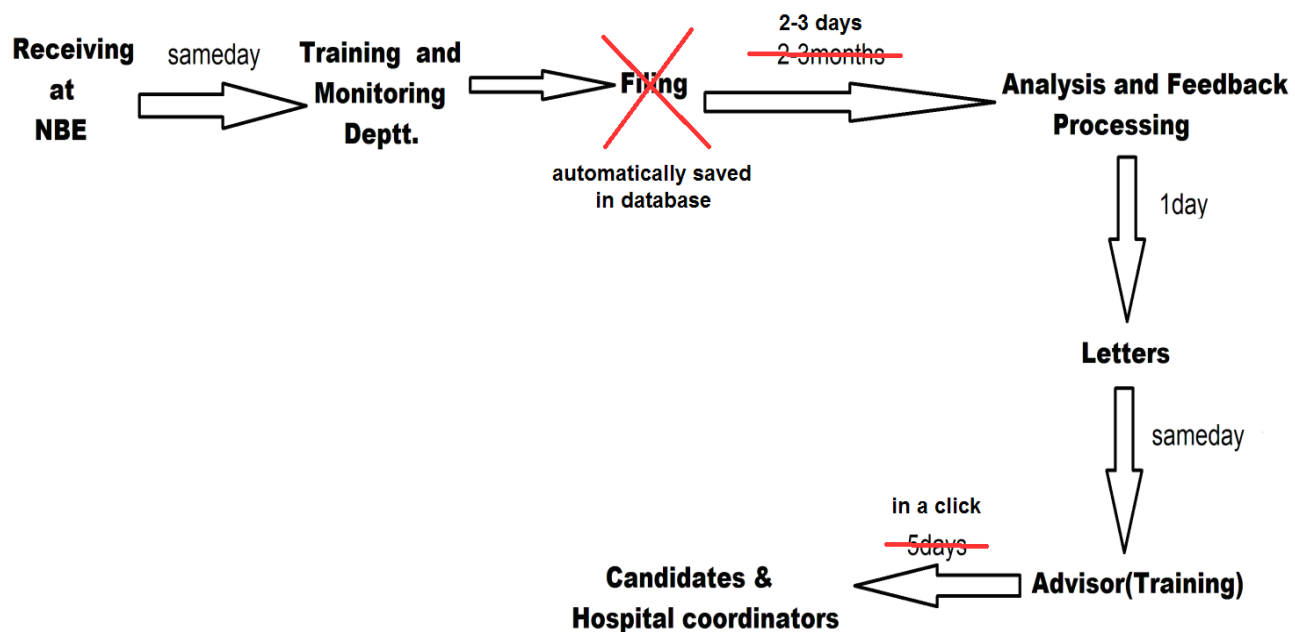 Receiving
at
NBE
sameday
Training and
Monitoring
Deptt.
Filing
automatically saved
in database
2-3 days
2-3months
Analysis and Feedback
Processing
1day
Letters
sameday
Advisor(Training)
in a click
5days
Candidates &
Hospital coordinators